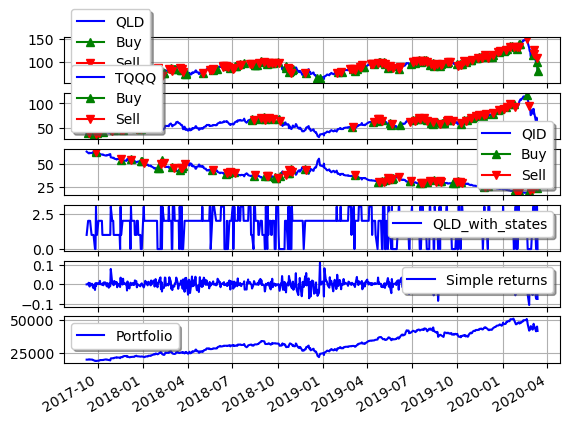 QLD
Buy
Sell
150
100
TQQQ
Buy
Sell
100
50
QID
Buy
Sell
50
25
QLD_with_states
2.5
0.0
Simple returns
0.1
0.0
−0.1
Portfolio
50000
25000
2017-10
2018-01
2018-04
2018-07
2018-10
2019-01
2019-04
2019-07
2019-10
2020-01
2020-04